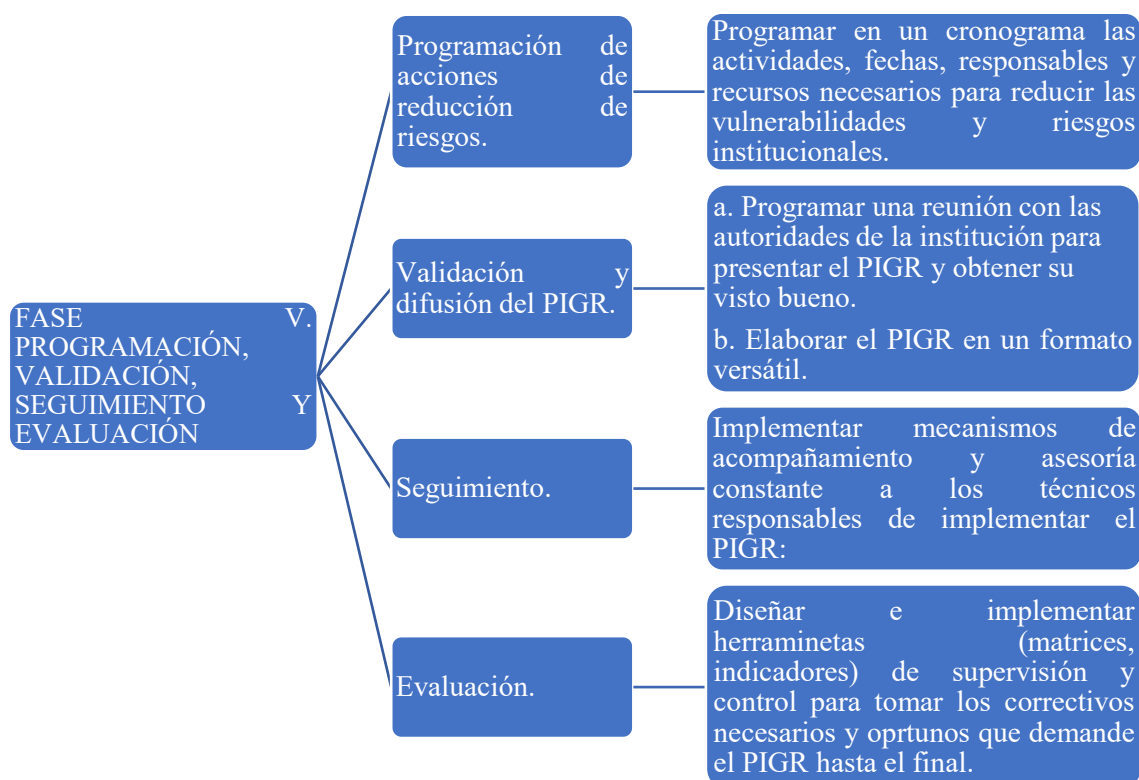 FASE V.
PROGRAMACIÓN,
VALIDACIÓN,
SEGUIMIENTO Y
EVALUACIÓN
Programación de
acciones de
reducción de
riesgos.
Programar en un cronograma las
actividades, fechas, responsables y
recursos necesarios para reducir las
vulnerabilidades y riesgos
institucionales.
Validación y
difusión del PIGR.
a. Programar una reunión con las
autoridades de la institución para
presentar el PIGR y obtener su
visto bueno.
b. Elaborar el PIGR en un formato
versátil.
Seguimiento.
Implementar mecanismos de
acompañamiento y asesoría
constante a los técnicos
responsables de implementar el
PIGR:
Evaluación.
Diseñar e implementar
herraminetas (matrices,
indicadores) de supervisión y
control para tomar los correctivos
necesarios y oprtunos que demande
el PIGR hasta el final.